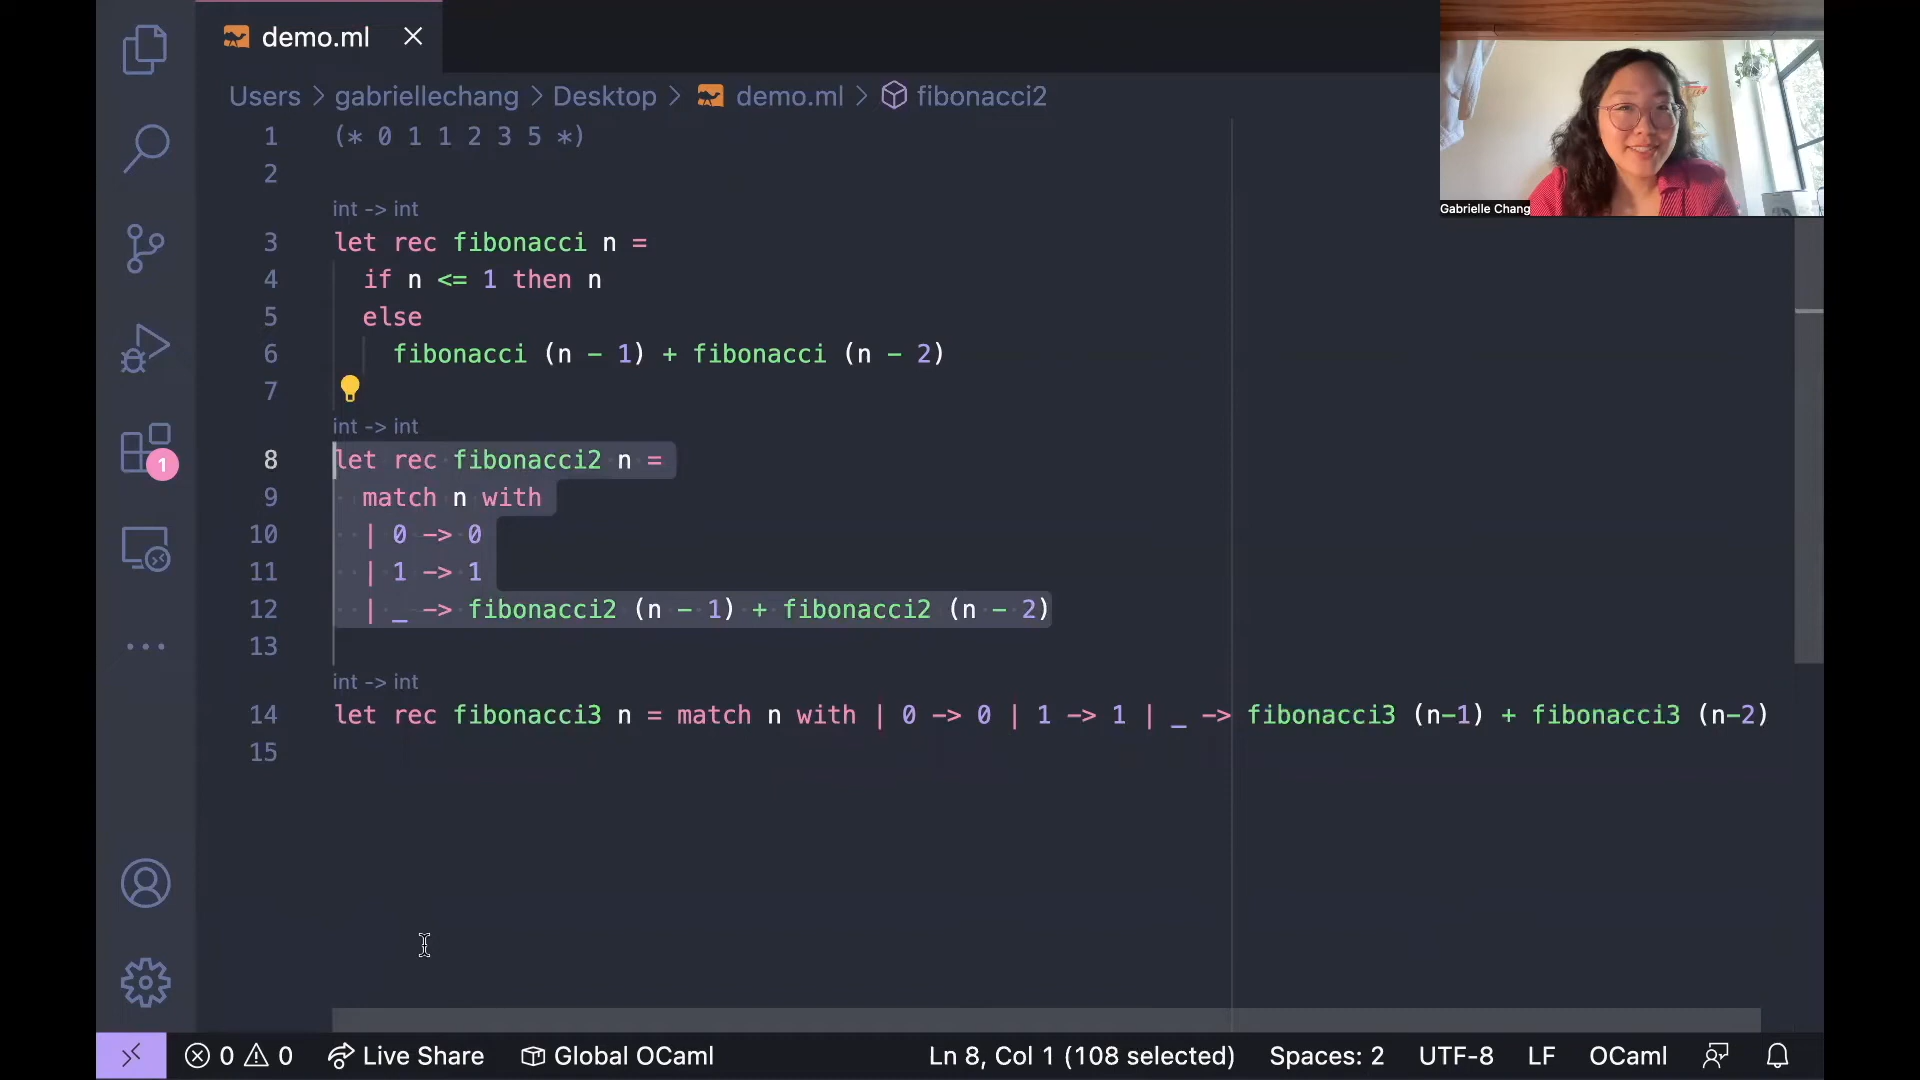 demo.ml
Users > gabriellechang > Desktop > demo.ml > fibonacci2
Gabrielle Chang
1 (* 0 1 1 2 3 5 *)
2
int -> int
3 let rec fibonacci n =
4 if n <= 1 then n
5 else
6 fibonacci (n - 1) + fibonacci (n - 2)
7
int -> int
8 let rec fibonacci2 n =
9 match n with
10 | 0 -> 0
11 | 1 -> 1
12 | _ -> fibonacci2 (n - 1) + fibonacci2 (n - 2)
13
int -> int
14 let rec fibonacci3 n = match n with | 0 -> 0 | 1 -> 1 | _ -> fibonacci3 (n-1) + fibonacci3 (n-2)
15
1
0 0 Live Share Global OCaml Ln 8, Col 1 (108 selected) Spaces: 2 UTF-8 LF OCaml